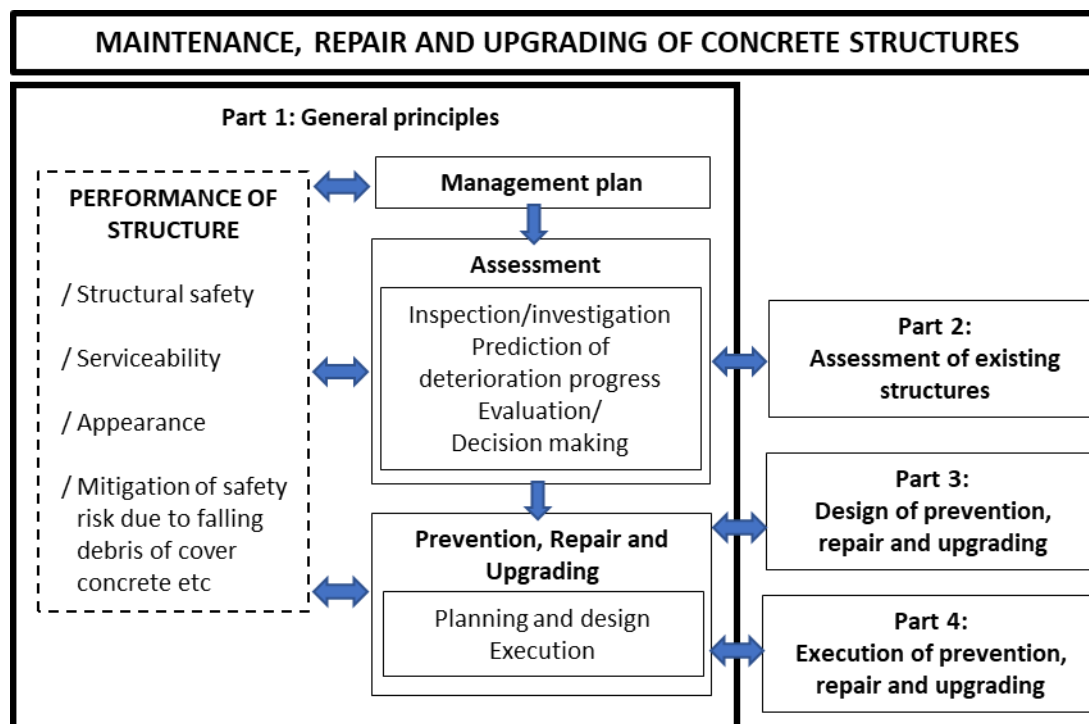 MAINTENANCE, REPAIR AND UPGRADING OF CONCRETE STRUCTURES
Part 1: General principles
PERFORMANCE OF
STRUCTURE
/ Structural safety
/ Serviceability
/ Appearance
/ Mitigation of safety
risk due to falling
debris of cover
concrete etc
Management plan
Assessment
Inspection/investigation
Prediction of
deterioration progress
Evaluation/
Decision making
Prevention, Repair and
Upgrading
Planning and design
Execution
Part 2:
Assessment of existing
structures
Part 3:
Design of prevention,
repair and upgrading
Part 4:
Execution of prevention,
repair and upgrading